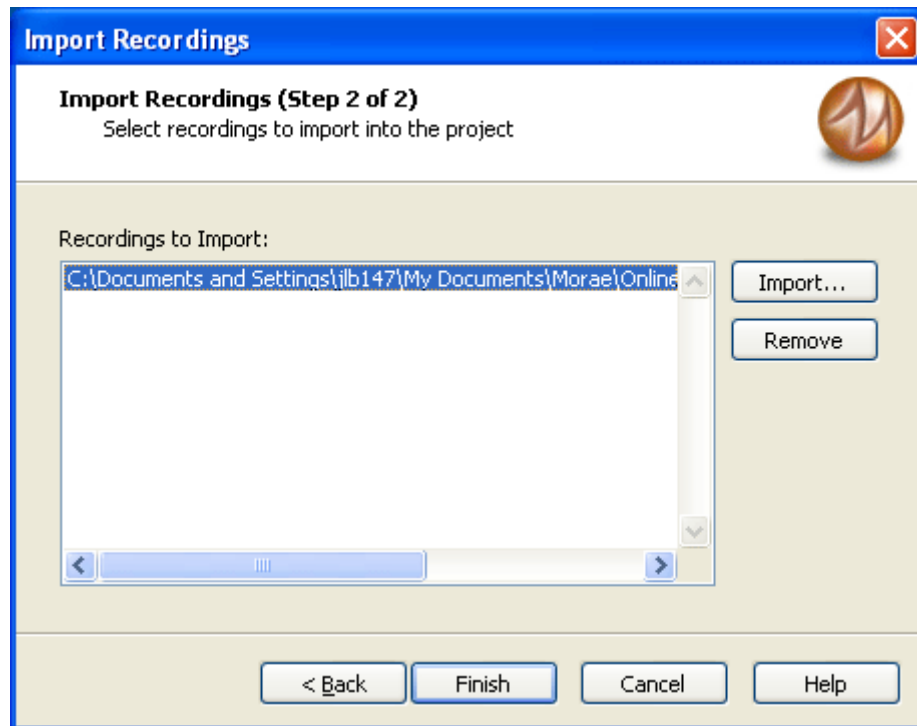 Import Recordings
Import Recordings (Step 2 of 2)
Select recordings to import into the project
Recordings to Import:
C:\Documents and Settings\jlb147\My Documents\Morae\Online
Import...
Remove
< Back
Finish
Cancel
Help